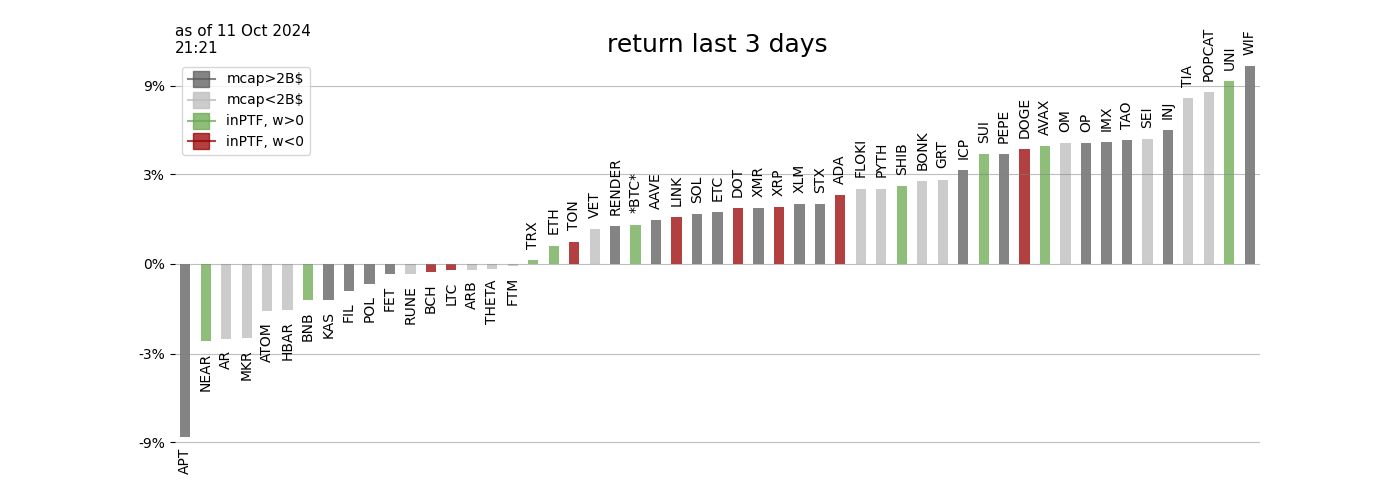 as of 11 Oct 2024
21:21
return last 3 days
mcap>2B$
mcap<2B$
inPTF, w>0
inPTF, w<0
9%
3%
0%
-3%
-9%
APT
NEAR
AR
MKR
ATOM
HBAR
BNB
KAS
FIL
POL
FET
RUNE
BCH
LTC
ARB
THETA
FTM
TRX
ETH
TON
VET
RENDER
*BTC*
AAVE
LINK
SOL
ETC
DOT
XMR
XRP
XLM
STX
ADA
FLOKI
PYTH
SHIB
BONK
GRT
ICP
SUI
PEPE
DOGE
AVAX
OM
OP
IMX
TAO
SEI
INJ
TIA
POPCAT
UNI
WIF